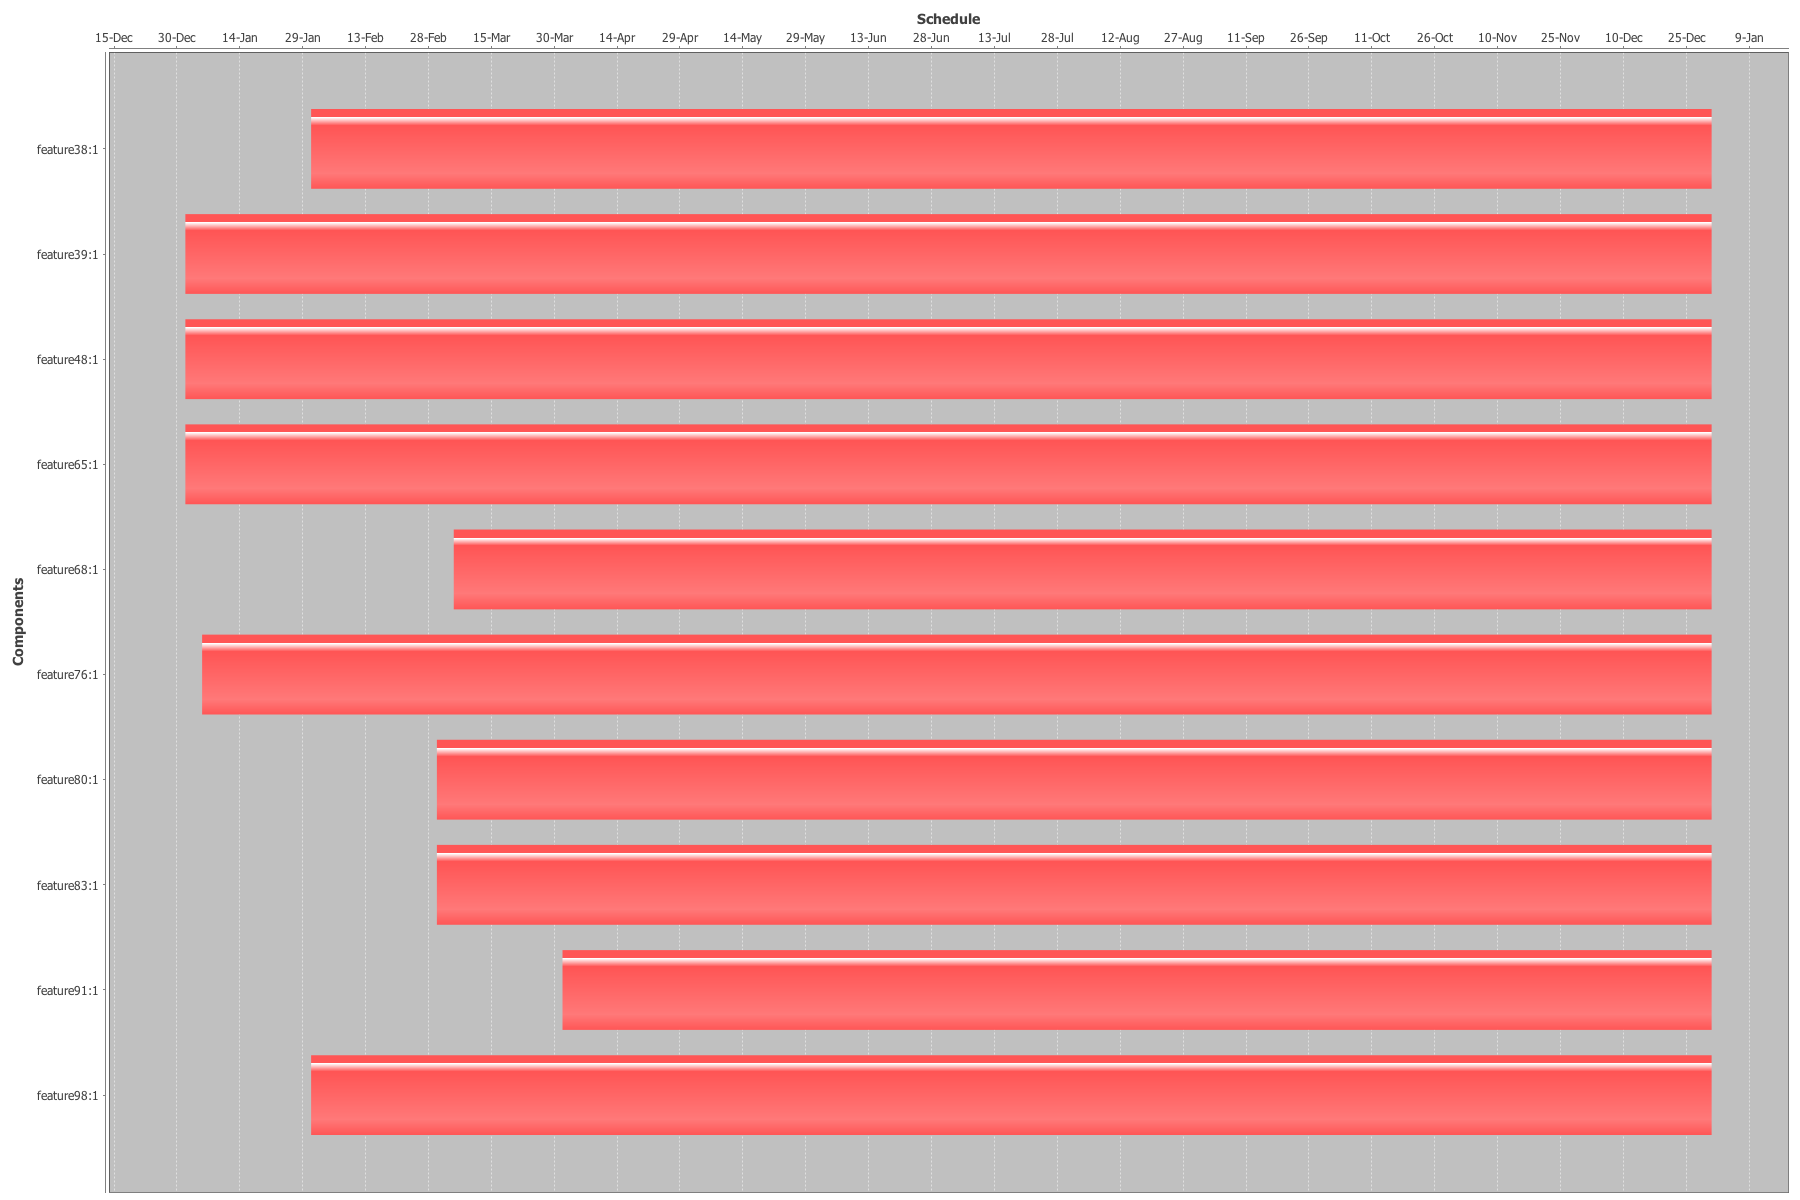 Schedule
15-Dec 30-Dec 14-Jan 29-Jan 13-Feb 28-Feb 15-Mar 30-Mar 14-Apr 29-Apr 14-May 29-May 13-Jun 28-Jun 13-Jul 28-Jul 12-Aug 27-Aug 11-Sep 26-Sep 11-Oct 26-Oct 10-Nov 25-Nov 10-Dec 25-Dec 9-Jan
Components
feature38:1
feature39:1
feature48:1
feature65:1
feature68:1
feature76:1
feature80:1
feature83:1
feature91:1
feature98:1